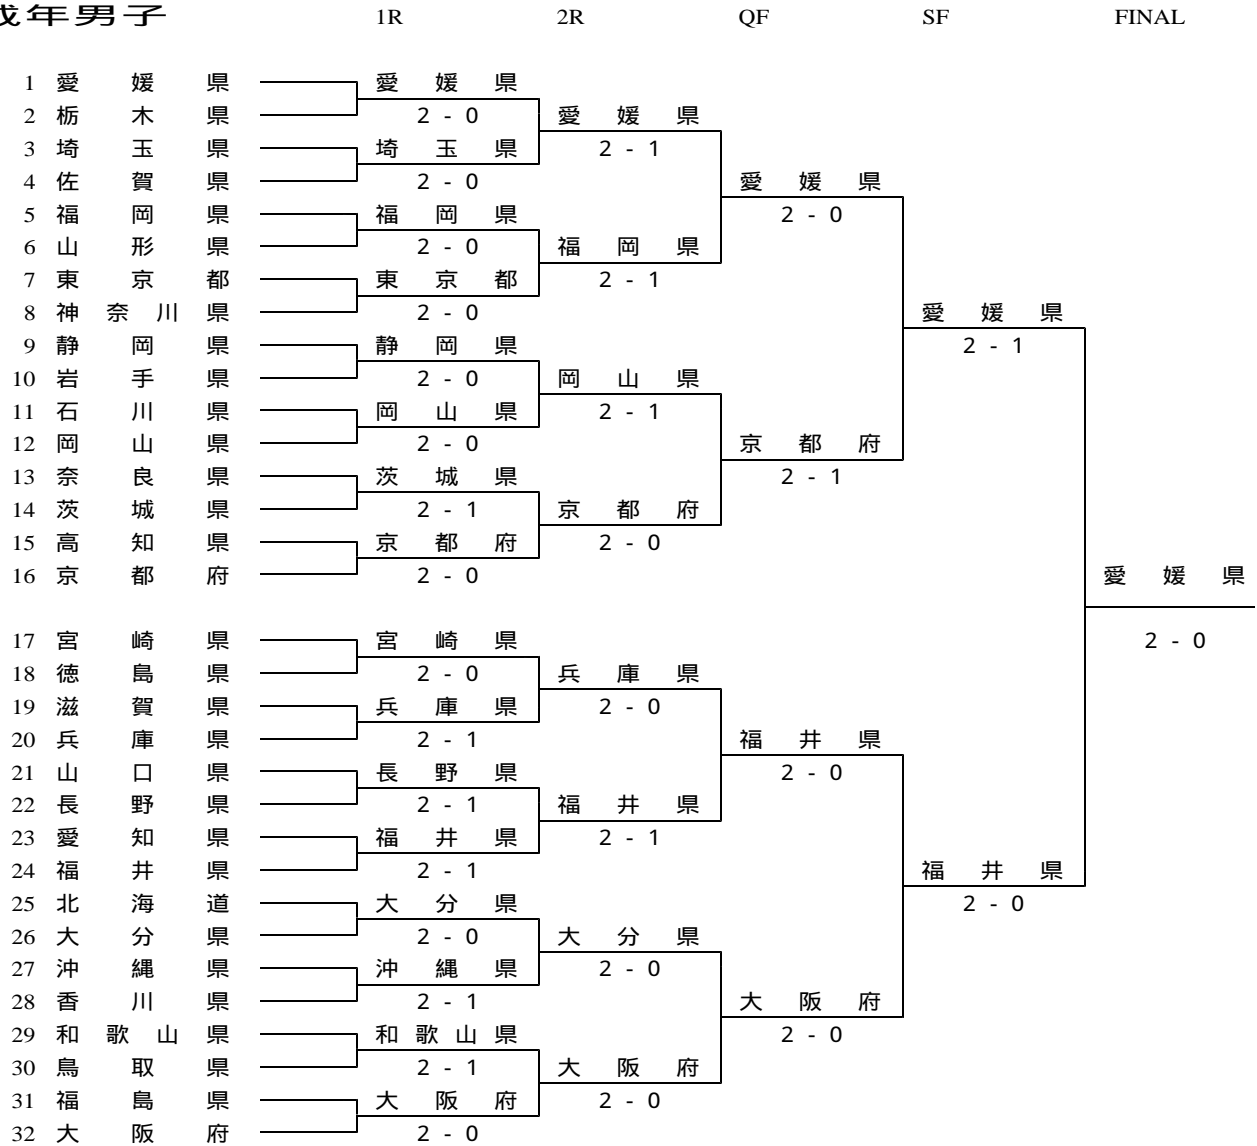 成年男子 1R 2R QF SF FINAL
1 愛媛県 愛媛県
2 栃木県 2 - 0 愛媛県
3 埼玉県 埼玉県 2 - 1
4 佐賀県 2 - 0 愛媛県
5 福岡県 福岡県 2 - 0
6 山形県 2 - 0 福岡県
7 東京都 東京都 2 - 1
8 神奈川県 2 - 0 愛媛県
9 静岡県 静岡県 2 - 1
10 岩手県 2 - 0 岡山県
11 石川県 岡山県 2 - 1
12 岡山県 2 - 0 京都府
13 奈良県 茨城県 2 - 1
14 茨城県 2 - 1 京都府
15 高知県 京都府 2 - 0
16 京都府 2 - 0 愛媛県
17 宮崎県 宮崎県 2 - 0
18 徳島県 2 - 0 兵庫県
19 滋賀県 兵庫県 2 - 0
20 兵庫県 2 - 1 福井県
21 山口県 長野県 2 - 0
22 長野県 2 - 1 福井県
23 愛知県 福井県 2 - 1
24 福井県 2 - 1 福井県
25 北海道 大分県 2 - 0
26 大分県 2 - 0 大分県
27 沖縄県 沖縄県 2 - 0
28 香川県 2 - 1 大阪府
29 和歌山県 和歌山県 2 - 0
30 鳥取県 2 - 1 大阪府
31 福島県 大阪府 2 - 0
32 大阪府 2 - 0